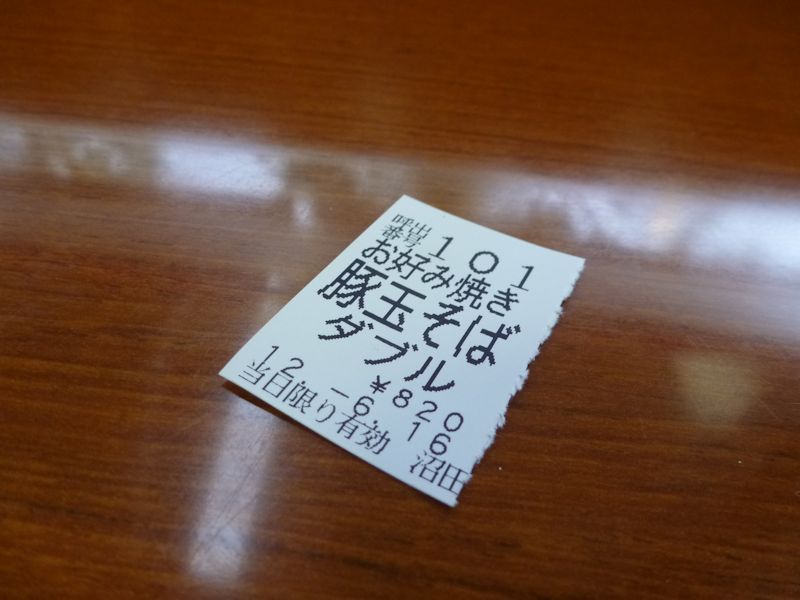 呼出番号 101
お好み焼き
豚玉そば
ダブル
¥820
12 -6 16
当日限り有効 沼田